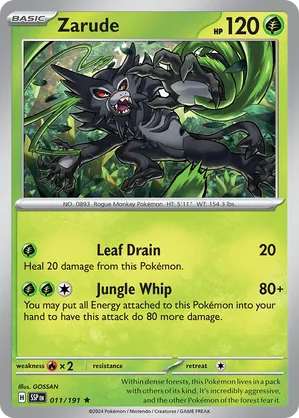 BASIC
Zarude
HP 120
NO. 0893 Rogue Monkey Pokémon HT: 5'11" WT: 154.3 lbs.
Leaf Drain 20
Heal 20 damage from this Pokémon.
Jungle Whip 80+
You may put all Energy attached to this Pokémon into your
hand to have this attack do 80 more damage.
weakness ×2 resistance retreat
Illus. GOSSAN
H SSP EN 011/191 ★
©2024 Pokémon / Nintendo / Creatures / GAME FREAK
Within dense forests, this Pokémon lives in a pack
with others of its kind. It's incredibly aggressive,
and the other Pokémon of the forest fear it.